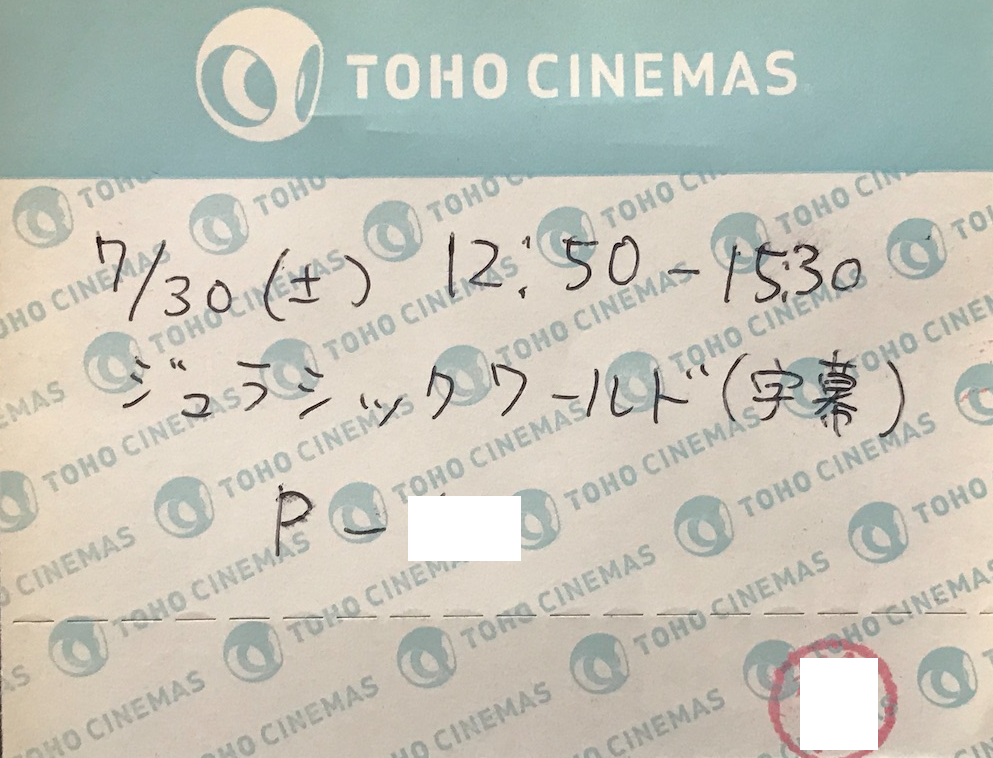 TOHO CINEMAS
7/30 (土) 12:50 - 15:30
ジュラシックワールド (字幕)
P -